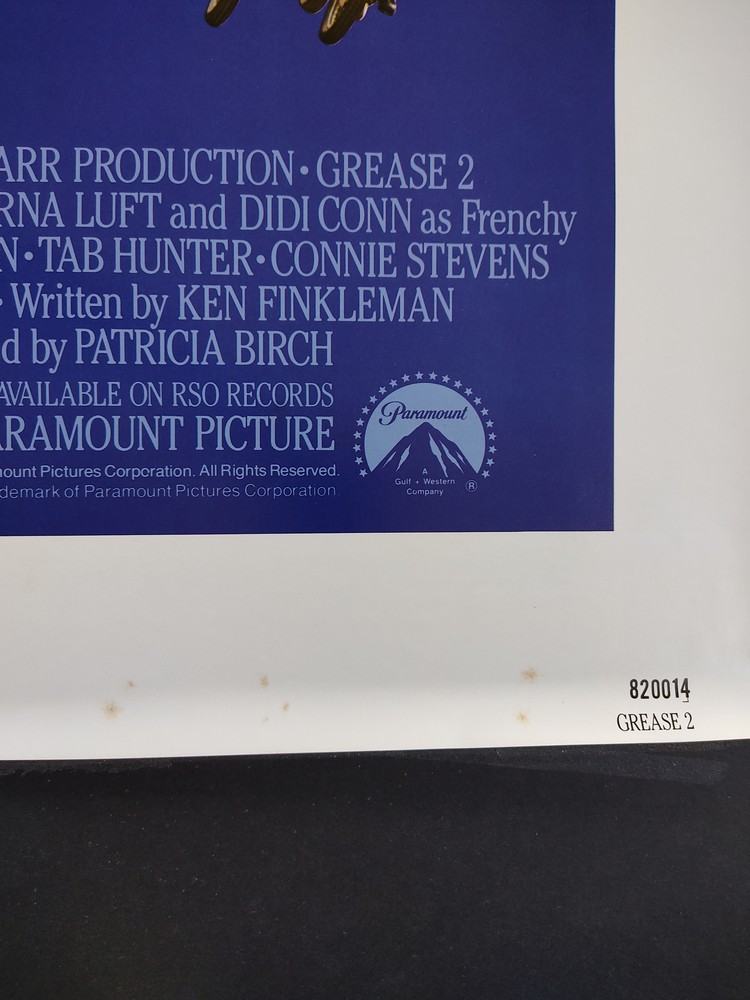 ARR PRODUCTION • GREASE 2
RNA LUFT and DIDI CONN as Frenchy
N • TAB HUNTER • CONNIE STEVENS
• Written by KEN FINKLEMAN
d by PATRICIA BIRCH
AVAILABLE ON RSO RECORDS
ARAMOUNT PICTURE
mount Pictures Corporation. All Rights Reserved.
demark of Paramount Pictures Corporation
Paramount
A
Gulf + Western
Company
®
820014
GREASE 2